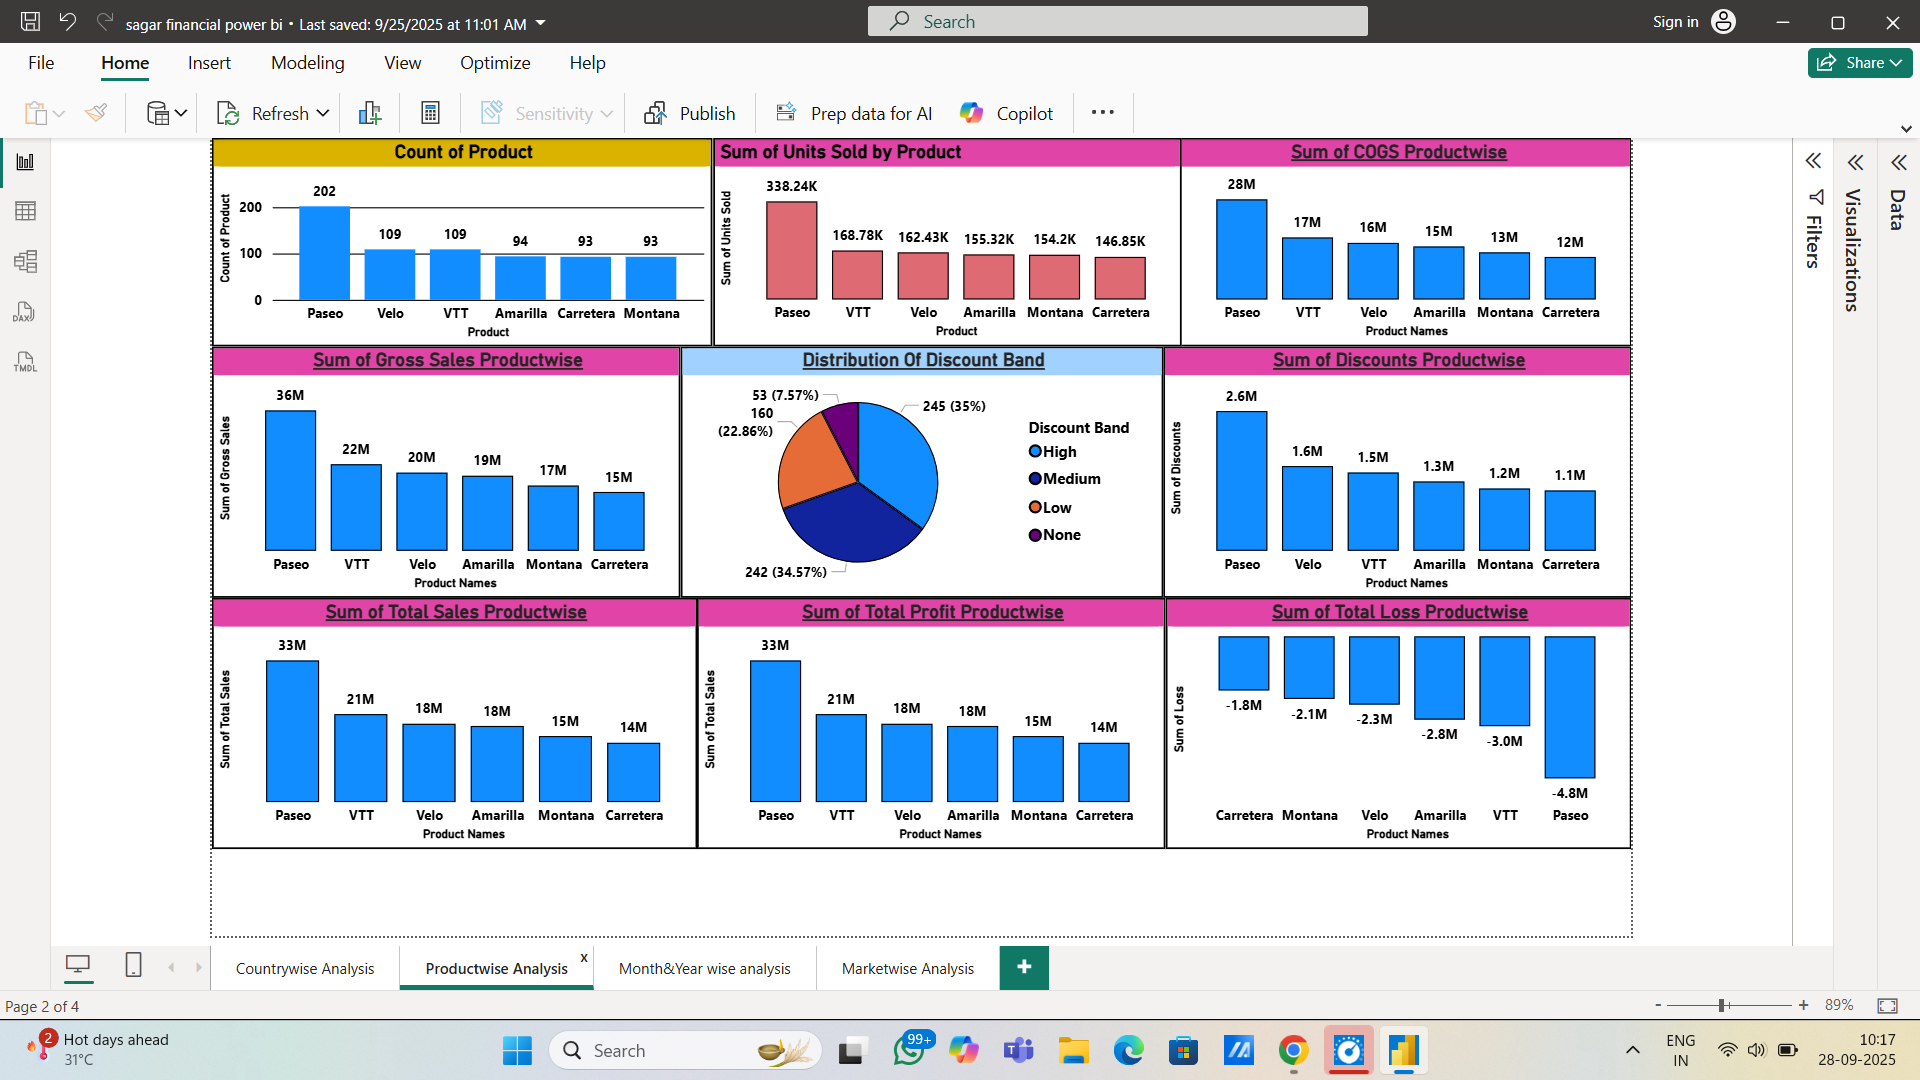 sagar financial power bi • Last saved: 9/25/2025 at 11:01 AM
Search
Sign in
File
Home
Insert
Modeling
View
Optimize
Help
Share
Refresh
Sensitivity
Publish
Prep data for AI
Copilot
Count of Product
Count of Product
200
100
0
202
109
109
94
93
93
Paseo
Velo
VTT
Amarilla
Carretera
Montana
Product
Sum of Units Sold by Product
Sum of Units Sold
338.24K
168.78K
162.43K
155.32K
154.2K
146.85K
Paseo
VTT
Velo
Amarilla
Montana
Carretera
Product
Sum of COGS Productwise
28M
17M
16M
15M
13M
12M
Paseo
VTT
Velo
Amarilla
Montana
Carretera
Product Names
Sum of Gross Sales Productwise
Sum of Gross Sales
36M
22M
20M
19M
17M
15M
Paseo
VTT
Velo
Amarilla
Montana
Carretera
Product Names
Distribution Of Discount Band
53 (7.57%)
160
(22.86%)
245 (35%)
242 (34.57%)
Discount Band
High
Medium
Low
None
Sum of Discounts Productwise
Sum of Discounts
2.6M
1.6M
1.5M
1.3M
1.2M
1.1M
Paseo
Velo
VTT
Amarilla
Montana
Carretera
Product Names
Sum of Total Sales Productwise
Sum of Total Sales
33M
21M
18M
18M
15M
14M
Paseo
VTT
Velo
Amarilla
Montana
Carretera
Product Names
Sum of Total Profit Productwise
Sum of Total Sales
33M
21M
18M
18M
15M
14M
Paseo
VTT
Velo
Amarilla
Montana
Carretera
Product Names
Sum of Total Loss Productwise
Sum of Loss
-1.8M
-2.1M
-2.3M
-2.8M
-3.0M
-4.8M
Carretera
Montana
Velo
Amarilla
VTT
Paseo
Product Names
Filters
Visualizations
Data
DAX
TMDL
Countrywise Analysis
Productwise Analysis
x
Month&Year wise analysis
Marketwise Analysis
+
Page 2 of 4
- + 89%
2
Hot days ahead
31°C
Search
99+
ENG
IN
10:17
28-09-2025